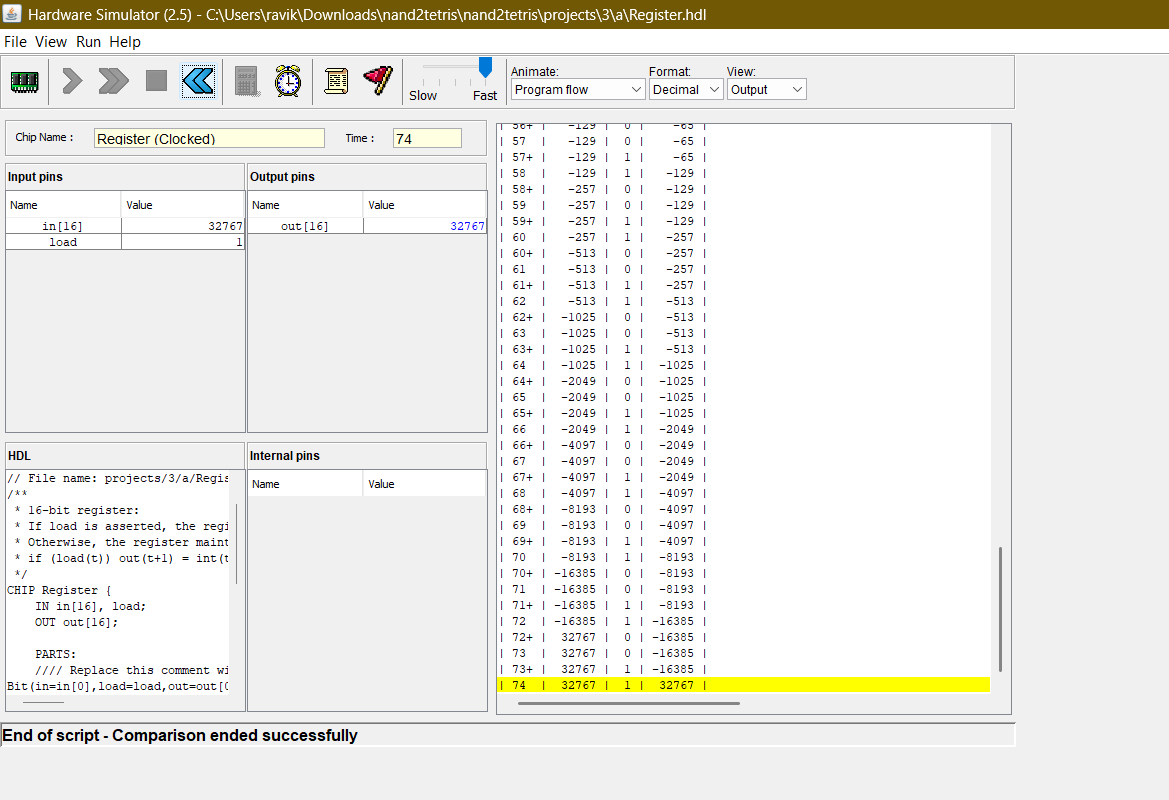 Hardware Simulator (2.5) - C:\Users\ravik\Downloads\nand2tetris\nand2tetris\projects\3\a\Register.hdl
File View Run Help
Slow Fast
Animate: Format: View:
Program flow Decimal Output
Chip Name : Register (Clocked) Time : 74
Input pins
Name Value
in[16] 32767
load 1
Output pins
Name Value
out[16] 32767
HDL
// File name: projects/3/a/Regis
/**
* 16-bit register:
* If load is asserted, the regi
* Otherwise, the register maint
* if (load(t)) out(t+1) = int(t
*/
CHIP Register {
IN in[16], load;
OUT out[16];
PARTS:
//// Replace this comment wi
Bit(in=in[0],load=load,out=out[0
Internal pins
Name Value
| 56+ | -129 | 0 | -65 |
| 57 | -129 | 0 | -65 |
| 57+ | -129 | 1 | -65 |
| 58 | -129 | 1 | -129 |
| 58+ | -257 | 0 | -129 |
| 59 | -257 | 0 | -129 |
| 59+ | -257 | 1 | -129 |
| 60 | -257 | 1 | -257 |
| 60+ | -513 | 0 | -257 |
| 61 | -513 | 0 | -257 |
| 61+ | -513 | 1 | -257 |
| 62 | -513 | 1 | -513 |
| 62+ | -1025 | 0 | -513 |
| 63 | -1025 | 0 | -513 |
| 63+ | -1025 | 1 | -513 |
| 64 | -1025 | 1 | -1025 |
| 64+ | -2049 | 0 | -1025 |
| 65 | -2049 | 0 | -1025 |
| 65+ | -2049 | 1 | -1025 |
| 66 | -2049 | 1 | -2049 |
| 66+ | -4097 | 0 | -2049 |
| 67 | -4097 | 0 | -2049 |
| 67+ | -4097 | 1 | -2049 |
| 68 | -4097 | 1 | -4097 |
| 68+ | -8193 | 0 | -4097 |
| 69 | -8193 | 0 | -4097 |
| 69+ | -8193 | 1 | -4097 |
| 70 | -8193 | 1 | -8193 |
| 70+ | -16385 | 0 | -8193 |
| 71 | -16385 | 0 | -8193 |
| 71+ | -16385 | 1 | -8193 |
| 72 | -16385 | 1 | -16385 |
| 72+ | 32767 | 0 | -16385 |
| 73 | 32767 | 0 | -16385 |
| 73+ | 32767 | 1 | -16385 |
| 74 | 32767 | 1 | 32767 |
End of script - Comparison ended successfully